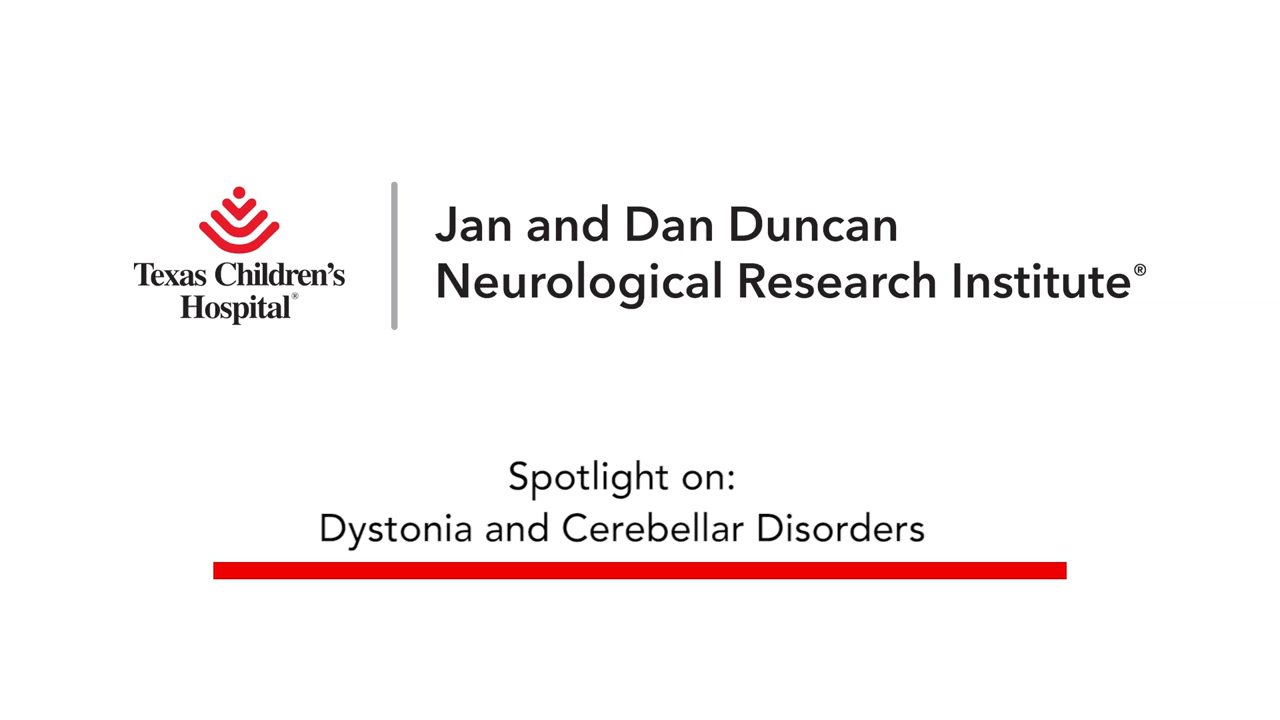 Texas Children's
Hospital®
Jan and Dan Duncan
Neurological Research Institute®
Spotlight on:
Dystonia and Cerebellar Disorders